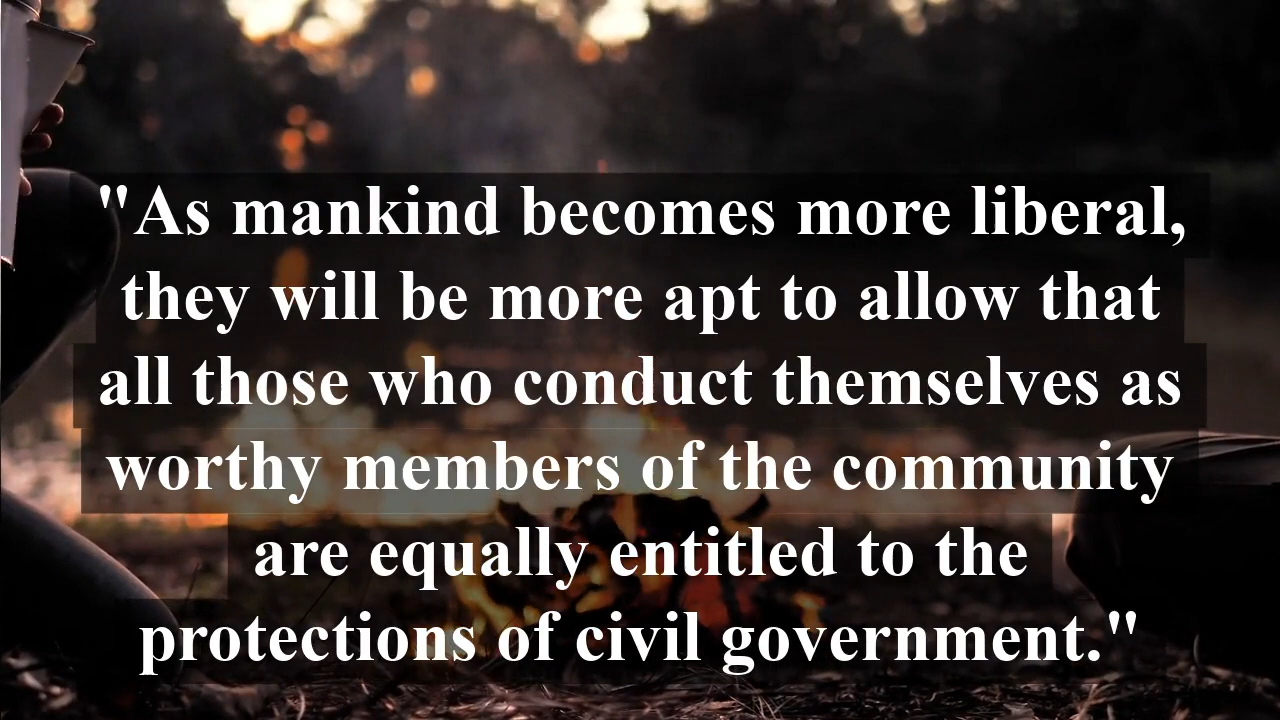 "As mankind becomes more liberal,
they will be more apt to allow that
all those who conduct themselves as
worthy members of the community
are equally entitled to the
protections of civil government."